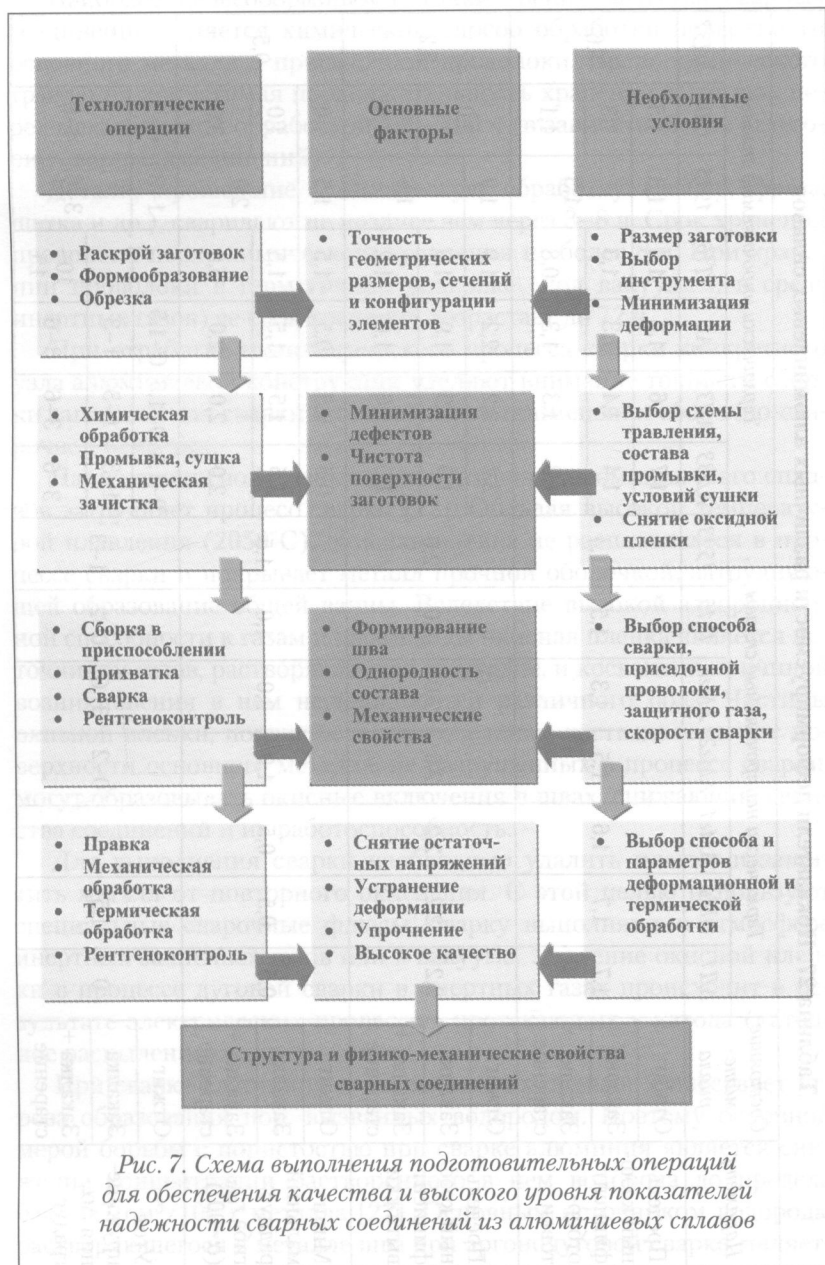 Технологические
операции
Основные
факторы
Необходимые
условия
• Раскрой заготовок
• Формообразование
• Обрезка
• Точность
геометрических
размеров, сечений
и конфигурации
элементов
• Размер заготовки
• Выбор
инструмента
• Минимизация
деформации
• Химическая
обработка
• Промывка, сушка
• Механическая
зачистка
• Минимизация
дефектов
• Чистота
поверхности
заготовок
• Выбор схемы
травления,
состава
промывки,
условий сушки
• Снятие оксидной
пленки
• Сборка в
приспособлении
• Прихватка
• Сварка
• Рентгеноконтроль
• Формирование
шва
• Однородность
состава
• Механические
свойства
• Выбор способа
сварки,
присадочной
проволоки,
защитного газа,
скорости сварки
• Правка
• Механическая
обработка
• Термическая
обработка
Рентгеноконтроль
• Снятие остаточ-
ных напряжений
• Устранение
деформации
• Упрочнение
• Высокое качество
• Выбор способа и
параметров
деформационной и
термической
обработки
Структура и физико-механические свойства
сварных соединений
Рис. 7. Схема выполнения подготовительных операций
для обеспечения качества и высокого уровня показателей
надежности сварных соединений из алюминиевых сплавов